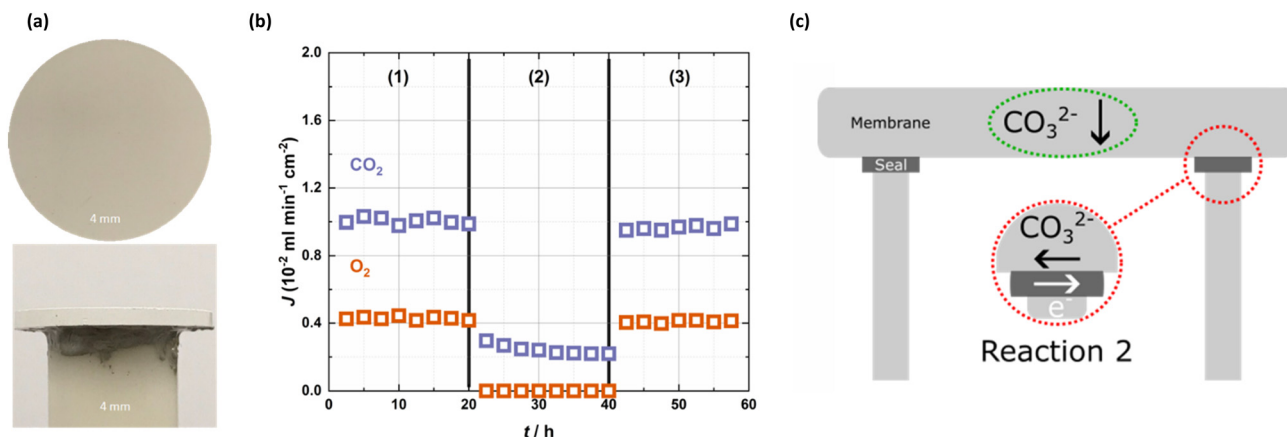 (a)
4 mm
4 mm
(b)
J (10⁻² ml min⁻¹ cm⁻²)
2.0
1.6
1.2
0.8
0.4
0.0
(1)
(2)
(3)
CO₂
O₂
0
10
20
30
40
50
60
t / h
(c)
Membrane
CO₃²⁻
Seal
CO₃²⁻
e⁻
Reaction 2